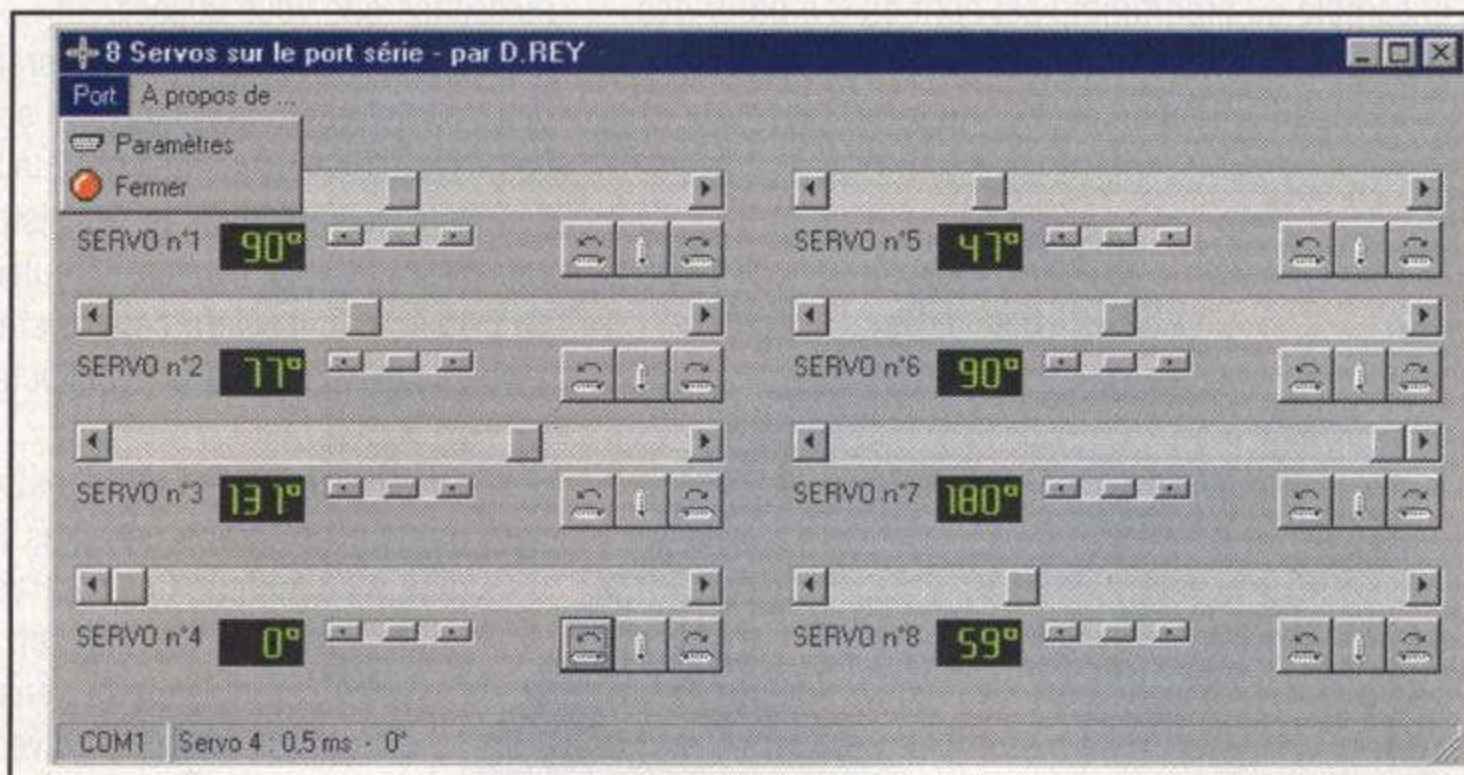 8 Servos sur le port série - par D.REY
Port A propos de ...
Paramètres
Fermer
SERVO n°1 90°
SERVO n°2 77°
SERVO n°3 131°
SERVO n°4 0°
SERVO n°5 47°
SERVO n°6 90°
SERVO n°7 180°
SERVO n°8 59°
COM1 Servo 4 : 0,5 ms - 0°